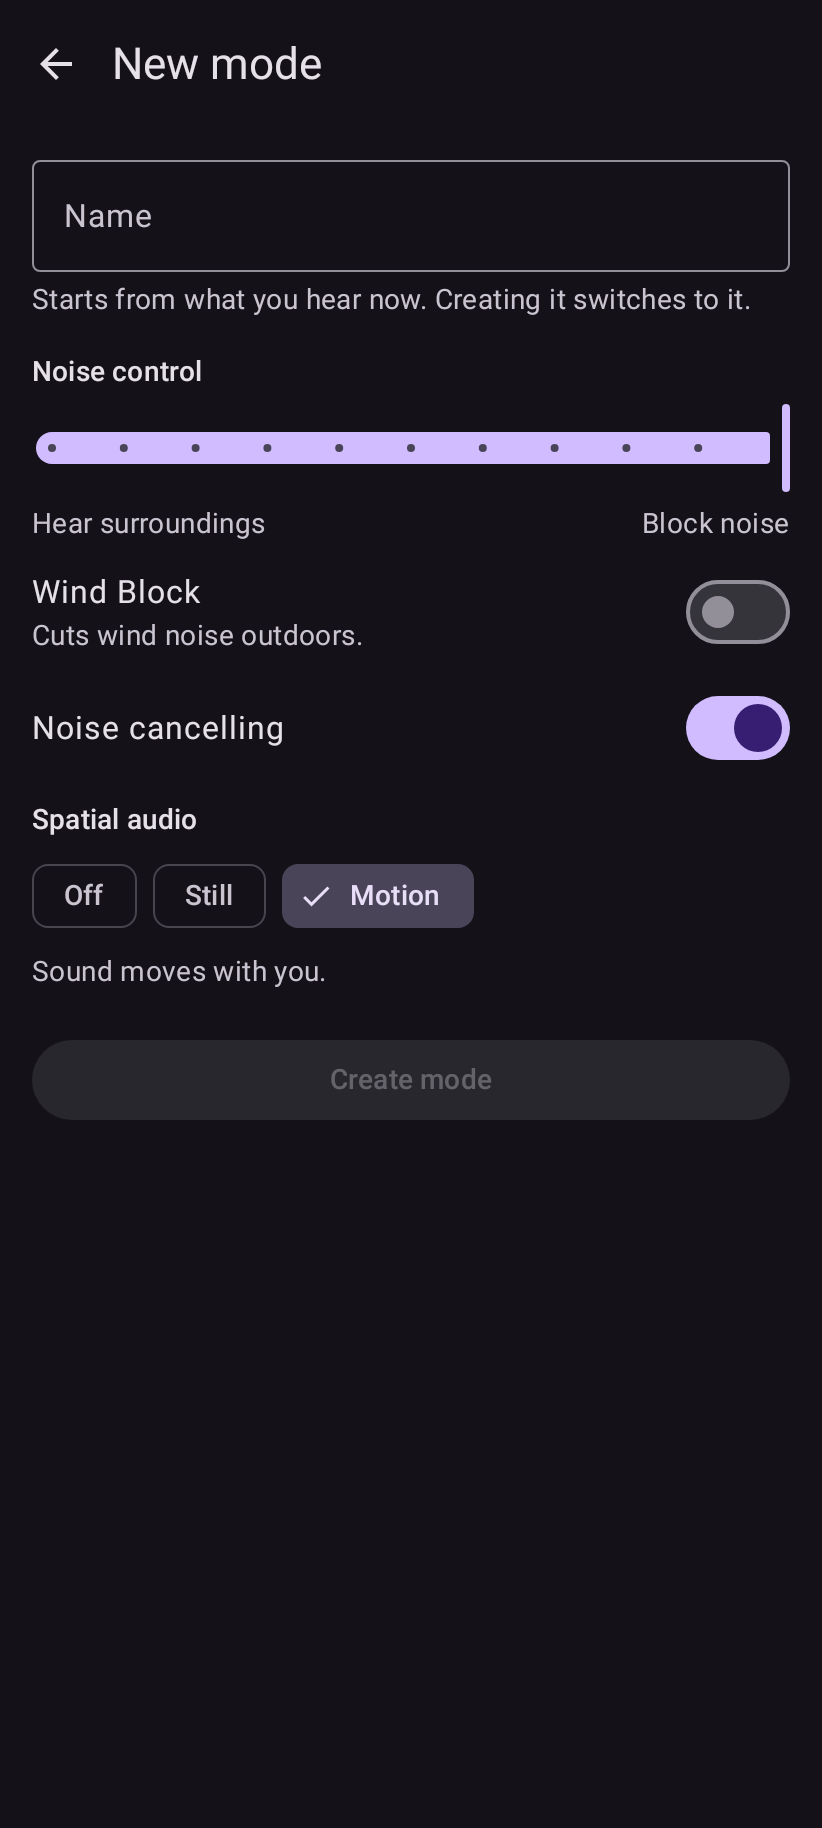 New mode
Name
Starts from what you hear now. Creating it switches to it.
Noise control
Hear surroundings
Block noise
Wind Block
Cuts wind noise outdoors.
Noise cancelling
Spatial audio
Off
Still
Motion
Sound moves with you.
Create mode